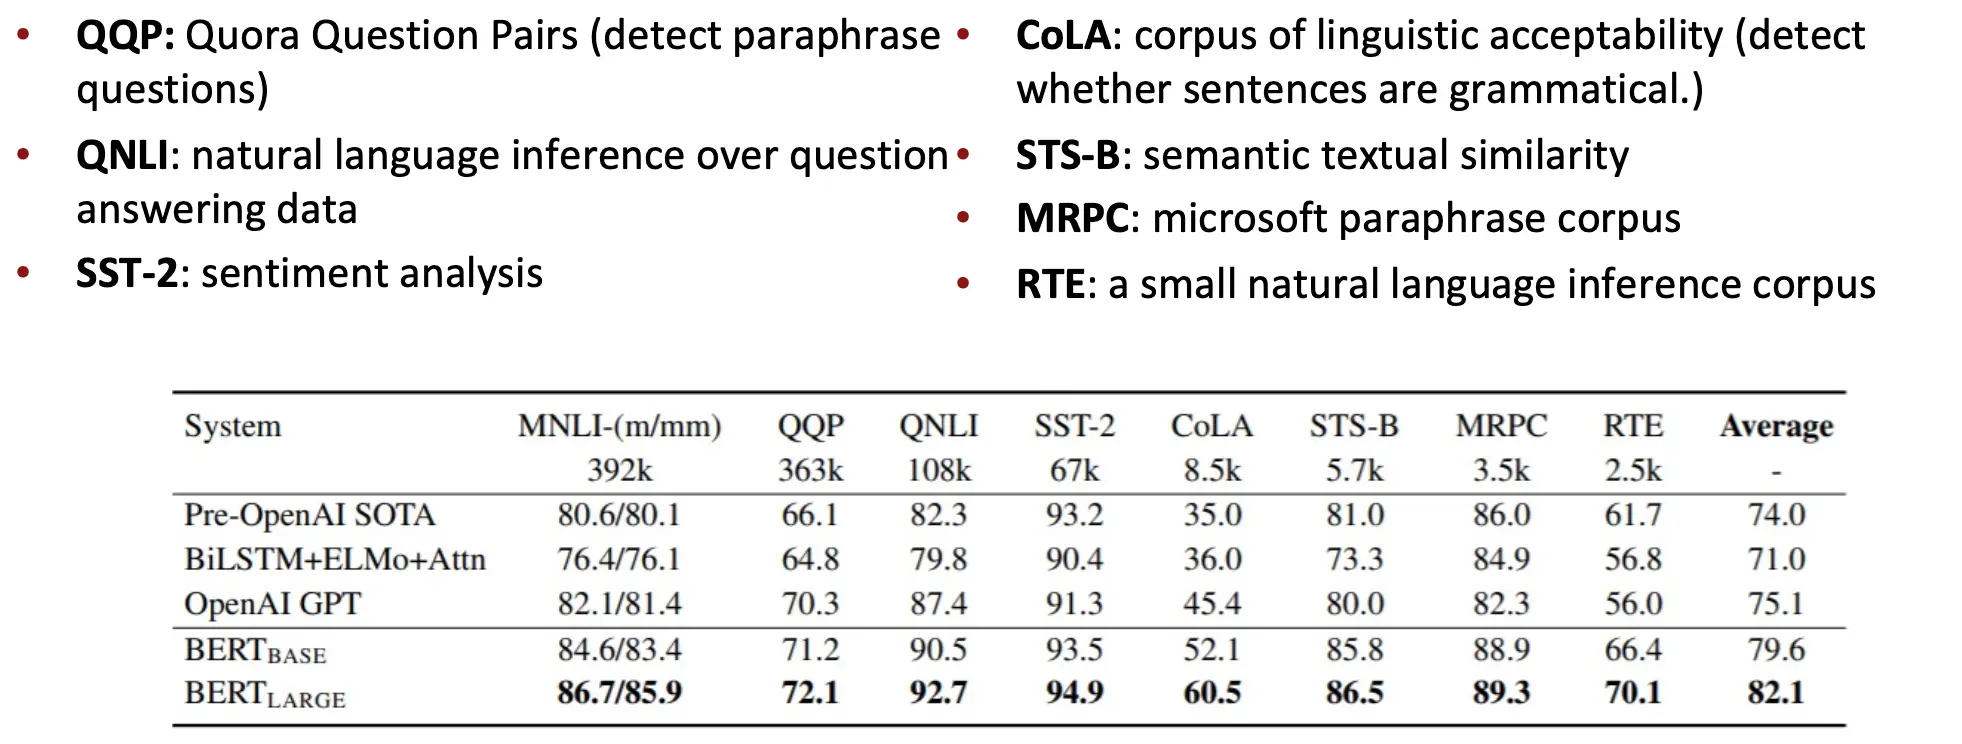 • QQP: Quora Question Pairs (detect paraphrase
questions)
• QNLI: natural language inference over question
answering data
• SST-2: sentiment analysis
• CoLA: corpus of linguistic acceptability (detect
whether sentences are grammatical.)
• STS-B: semantic textual similarity
• MRPC: microsoft paraphrase corpus
• RTE: a small natural language inference corpus
System MNLI-(m/mm) QQP QNLI SST-2 CoLA STS-B MRPC RTE Average
392k 363k 108k 67k 8.5k 5.7k 3.5k 2.5k -
Pre-OpenAI SOTA 80.6/80.1 66.1 82.3 93.2 35.0 81.0 86.0 61.7 74.0
BiLSTM+ELMo+Attn 76.4/76.1 64.8 79.8 90.4 36.0 73.3 84.9 56.8 71.0
OpenAI GPT 82.1/81.4 70.3 87.4 91.3 45.4 80.0 82.3 56.0 75.1
BERTBASE 84.6/83.4 71.2 90.5 93.5 52.1 85.8 88.9 66.4 79.6
BERTLARGE 86.7/85.9 72.1 92.7 94.9 60.5 86.5 89.3 70.1 82.1